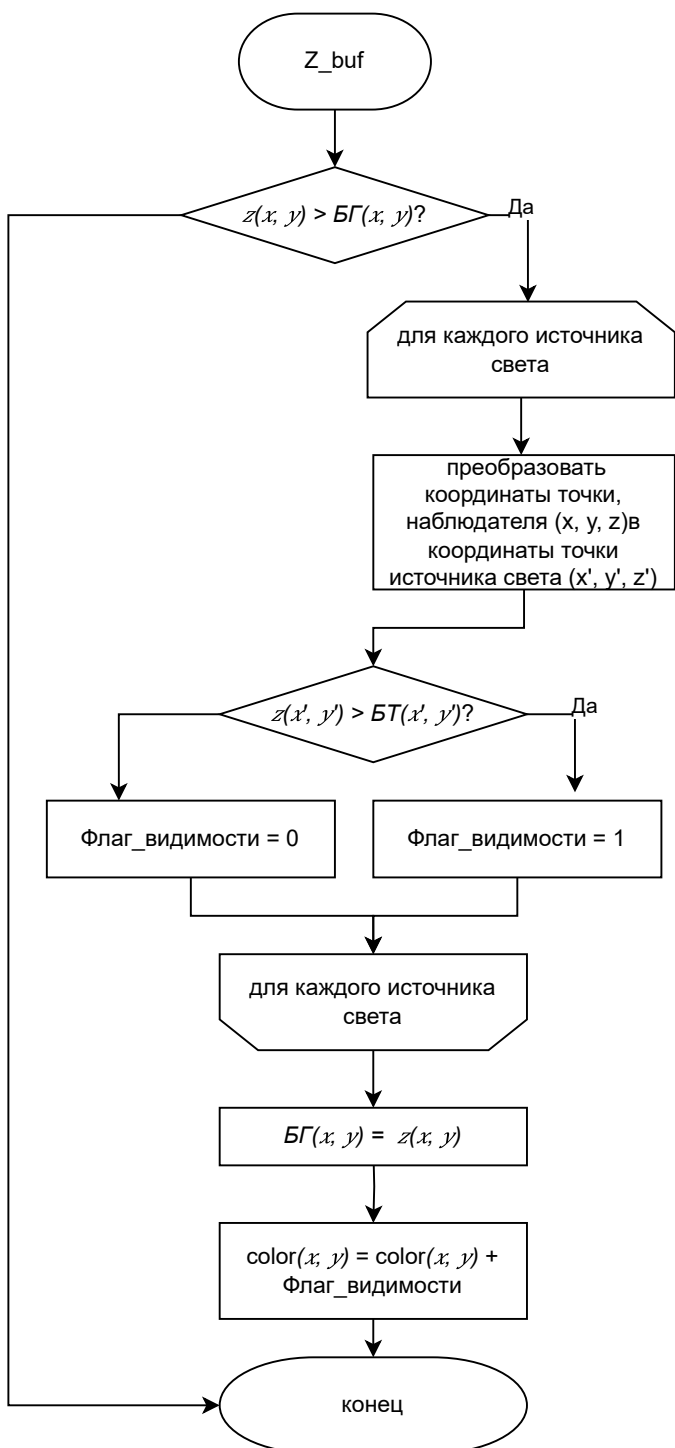 Z_buf
z(x, y) > БГ(x, y)?
Да
для каждого источника
света
преобразовать
координаты точки,
наблюдателя (x, y, z)в
координаты точки
источника света (x', y', z')
z(x', y') > БТ(x', y')?
Да
Флаг_видимости = 0
Флаг_видимости = 1
для каждого источника
света
БГ(x, y) = z(x, y)
color(x, y) = color(x, y) +
Флаг_видимости
конец